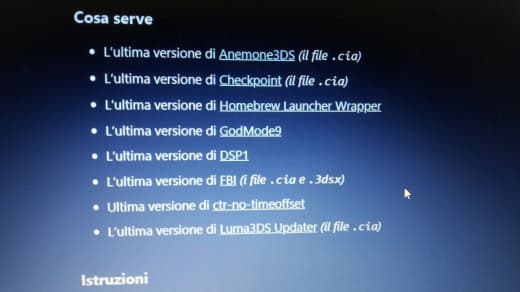 Cosa serve
• L'ultima versione di Anemone3DS (il file .cia)
• L'ultima versione di Checkpoint (il file .cia)
• L'ultima versione di Homebrew Launcher Wrapper
• L'ultima versione di GodMode9
• L'ultima versione di DSP1
• L'ultima versione di FBI (i file .cia e .3dsx)
• Ultima versione di ctr-no-timeoffset
• L'ultima versione di Luma3DS Updater (il file .cia)
Istruzioni